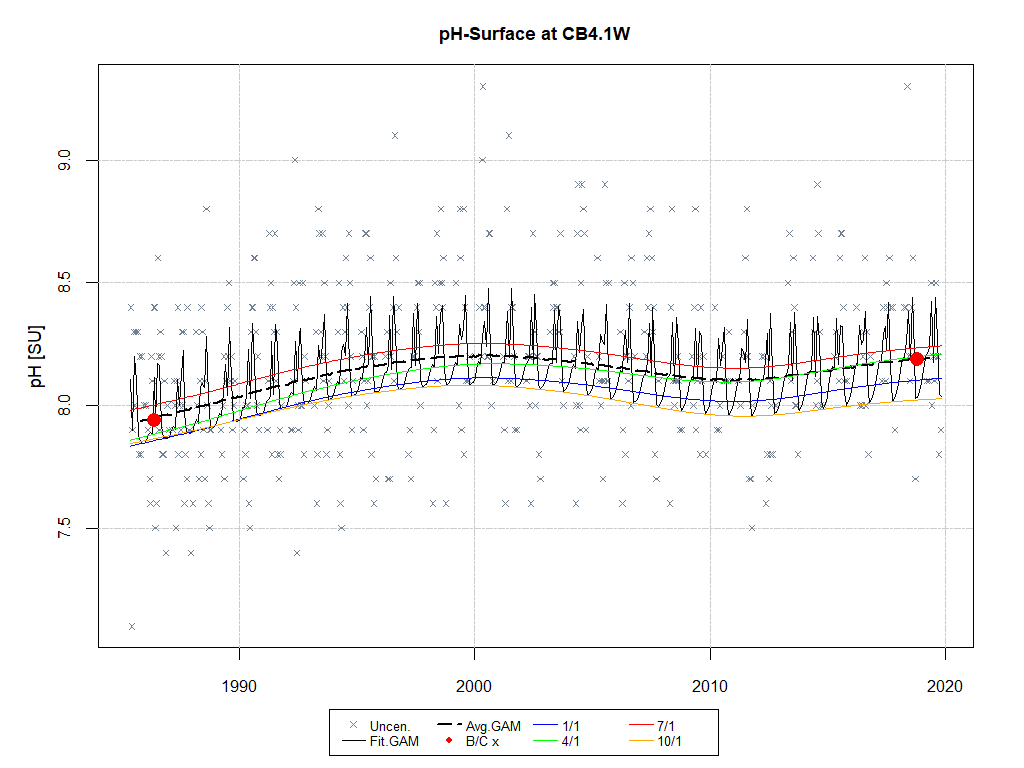 pH-Surface at CB4.1W
pH [SU]
9.0
8.5
8.0
7.5
1990 2000 2010 2020
Uncen. Avg.GAM 1/1 7/1
Fit.GAM B/C x 4/1 10/1